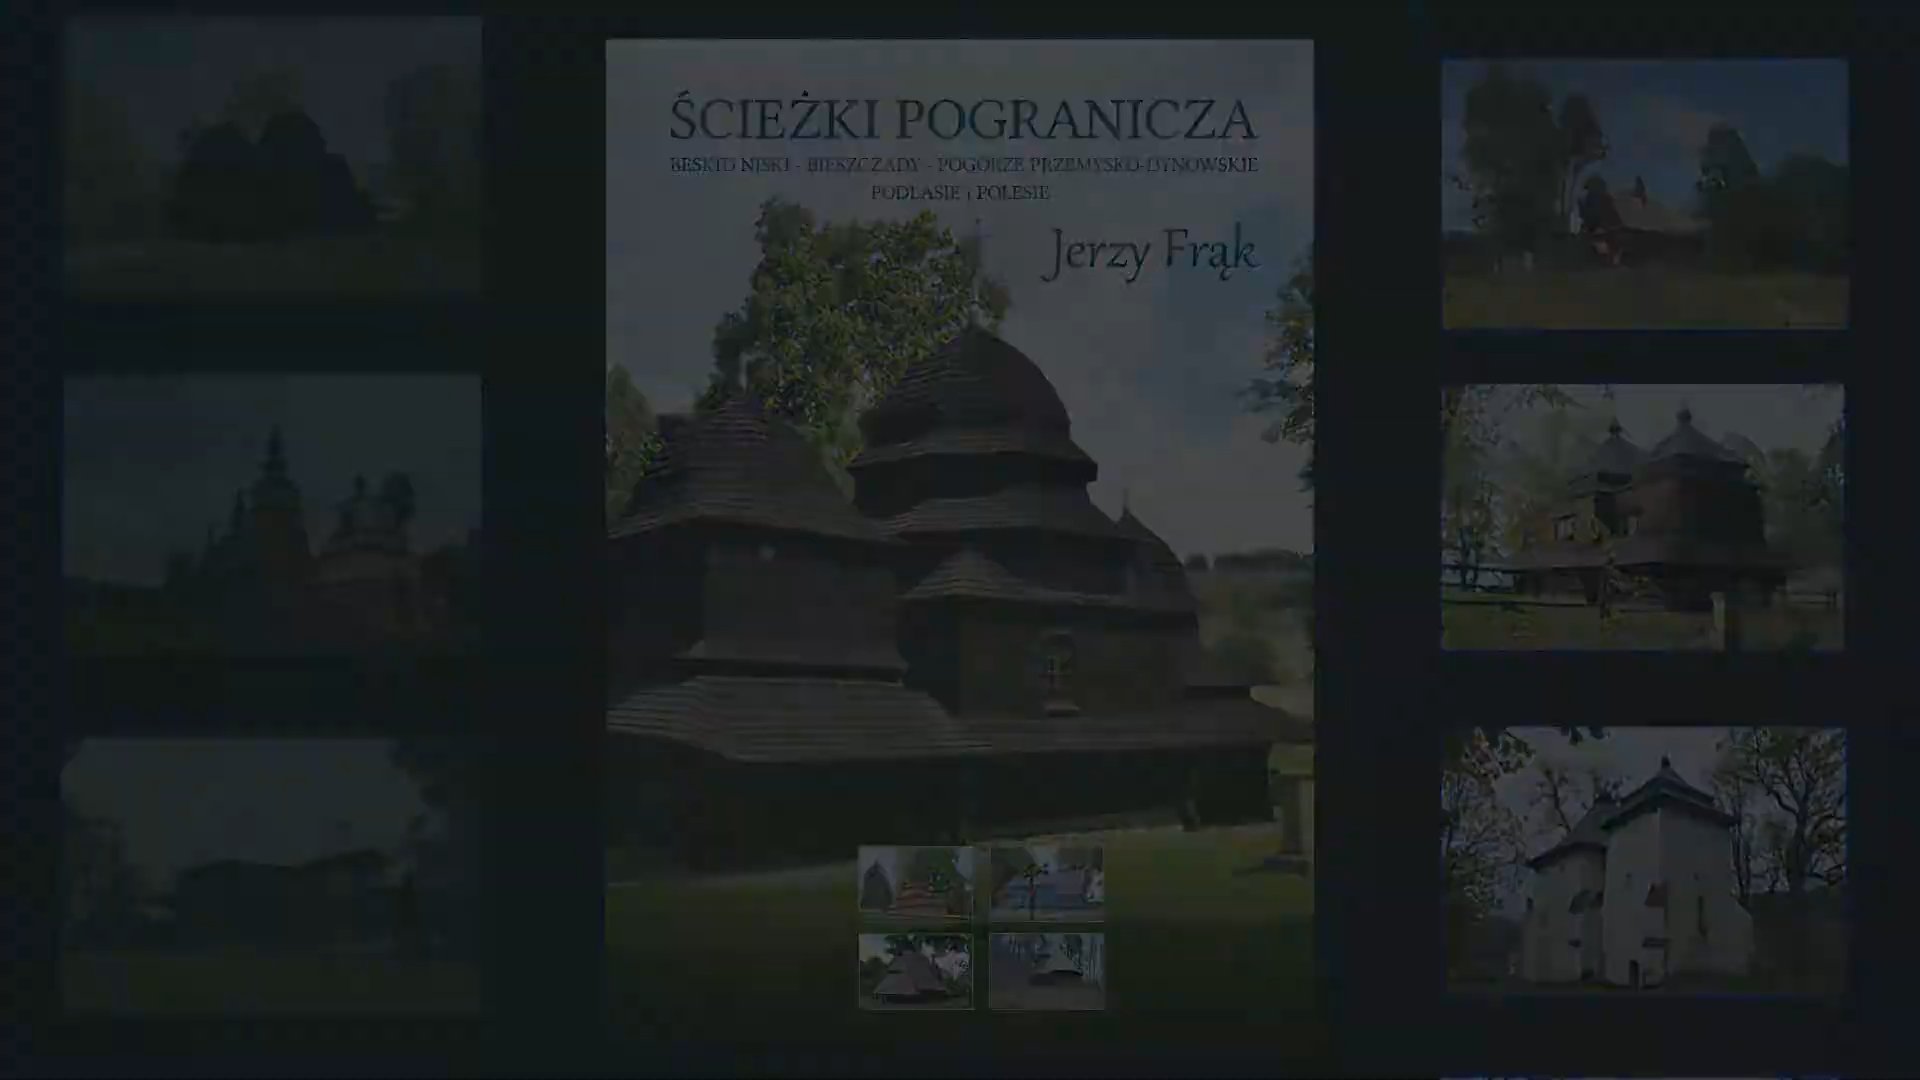 ŚCIEŻKI POGRANICZA
BESKID NISKI - BIESZCZADY - POGÓRZE PRZEMYSKO-DYNOWSKIE
PODLASIE i POLESIE
Jerzy Frąk